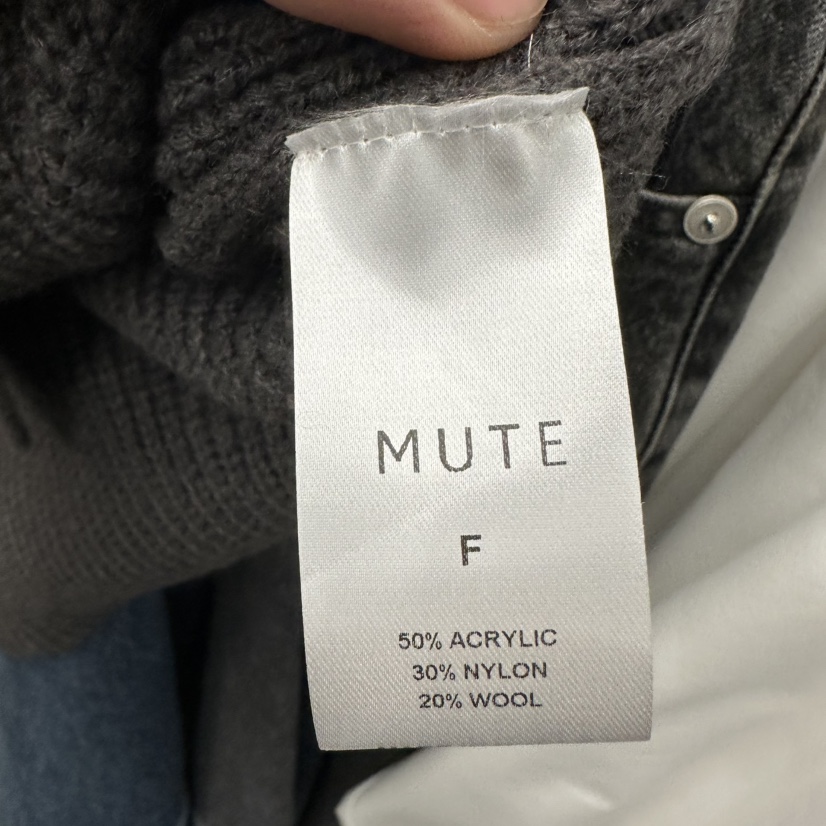 MUTE
F
50% ACRYLIC
30% NYLON
20% WOOL